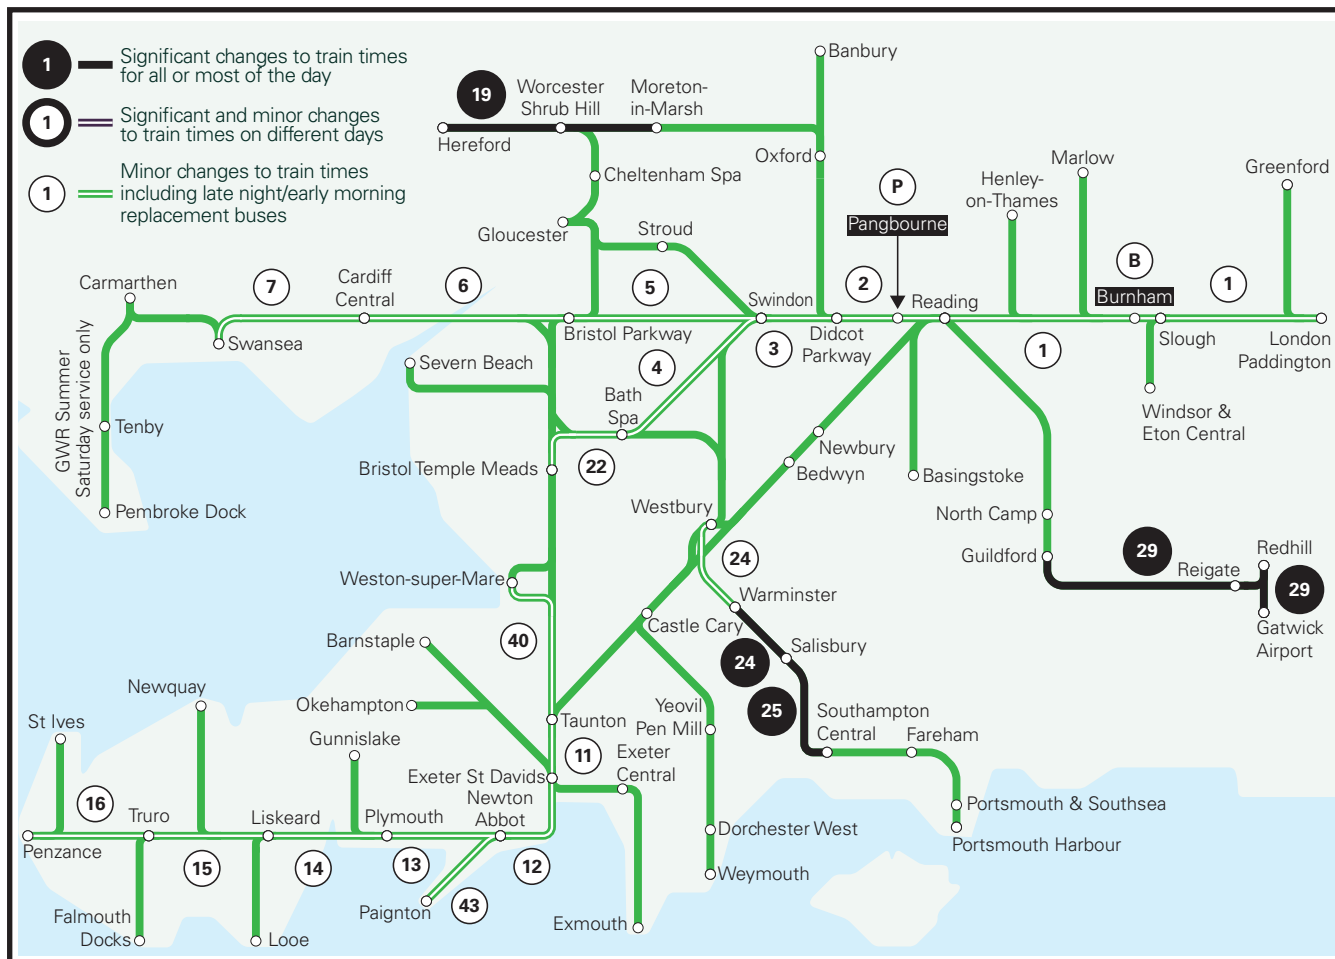 1
Significant changes to train times
for all or most of the day
1
Significant and minor changes
to train times on different days
1
Minor changes to train times
including late night/early morning
replacement buses
19
Worcester
Shrub Hill
Moreton-
in-Marsh
Banbury
Hereford
Oxford
Cheltenham Spa
Gloucester
Stroud
P
Pangbourne
Henley-
on-Thames
Marlow
Greenford
B
Burnham
1
Carmarthen
7
Cardiff
Central
6
5
Swindon
2
Reading
Swansea
Bristol Parkway
3
Didcot
Parkway
1
Slough
London
Paddington
Severn Beach
4
Bath
Spa
Windsor &
Eton Central
GWR Summer
Saturday service only
Tenby
Pembroke Dock
Bristol Temple Meads
22
Newbury
Bedwyn
Basingstoke
Westbury
North Camp
Guildford
24
29
Reigate
Redhill
29
Gatwick
Airport
Weston-super-Mare
Warminster
Castle Cary
40
Barnstaple
24
Salisbury
25
Newquay
Okehampton
St Ives
Gunnislake
Taunton
Yeovil
Pen Mill
Southampton
Central
Fareham
11
Exeter
Central
Exeter St Davids
Newton
Abbot
16
Truro
Liskeard
Plymouth
Penzance
15
14
13
12
43
Paignton
Portsmouth & Southsea
Portsmouth Harbour
Dorchester West
Weymouth
Falmouth
Docks
Looe
Exmouth